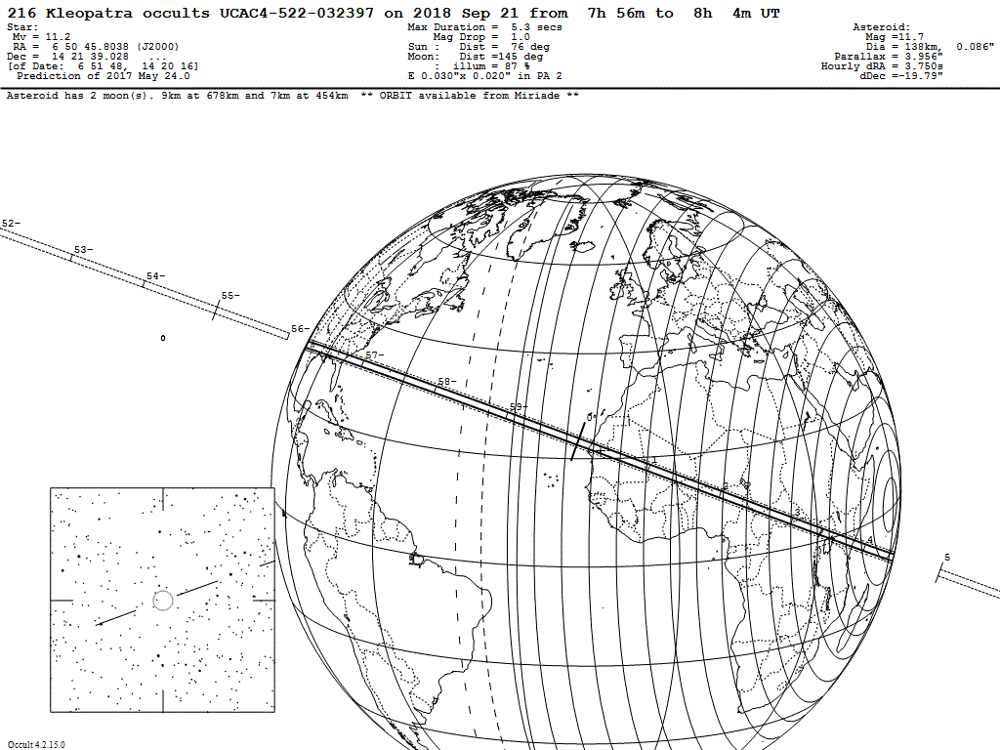 216 Kleopatra occults UCAC4-522-032397 on 2018 Sep 21 from  7h 56m to  8h  4m UT
Star:
Mv = 11.2
RA =  6 50 45.8038 (J2000)
Dec =  14 21 39.028  ...
[of Date:  6 51 48,  14 20 16]
Prediction of 2017 May 24.0
Max Duration =  5.3 secs
Mag Drop =  1.0
Sun :   Dist =  76 deg
Moon:   Dist =145 deg
:   illum = 87 %
E 0.030"x 0.020" in PA 2
Asteroid:
Mag =11.7
Dia = 138km,  0.086"
Parallax = 3.956"
Hourly dRA = 3.750s
dDec =-19.79"
Asteroid has 2 moon(s). 9km at 678km and 7km at 454km  ** ORBIT available from Miriade **
52-
53-
54-
55-
56-
57-
58-
59-
0-
1
2
3
4
5
Occult 4.2.15.0